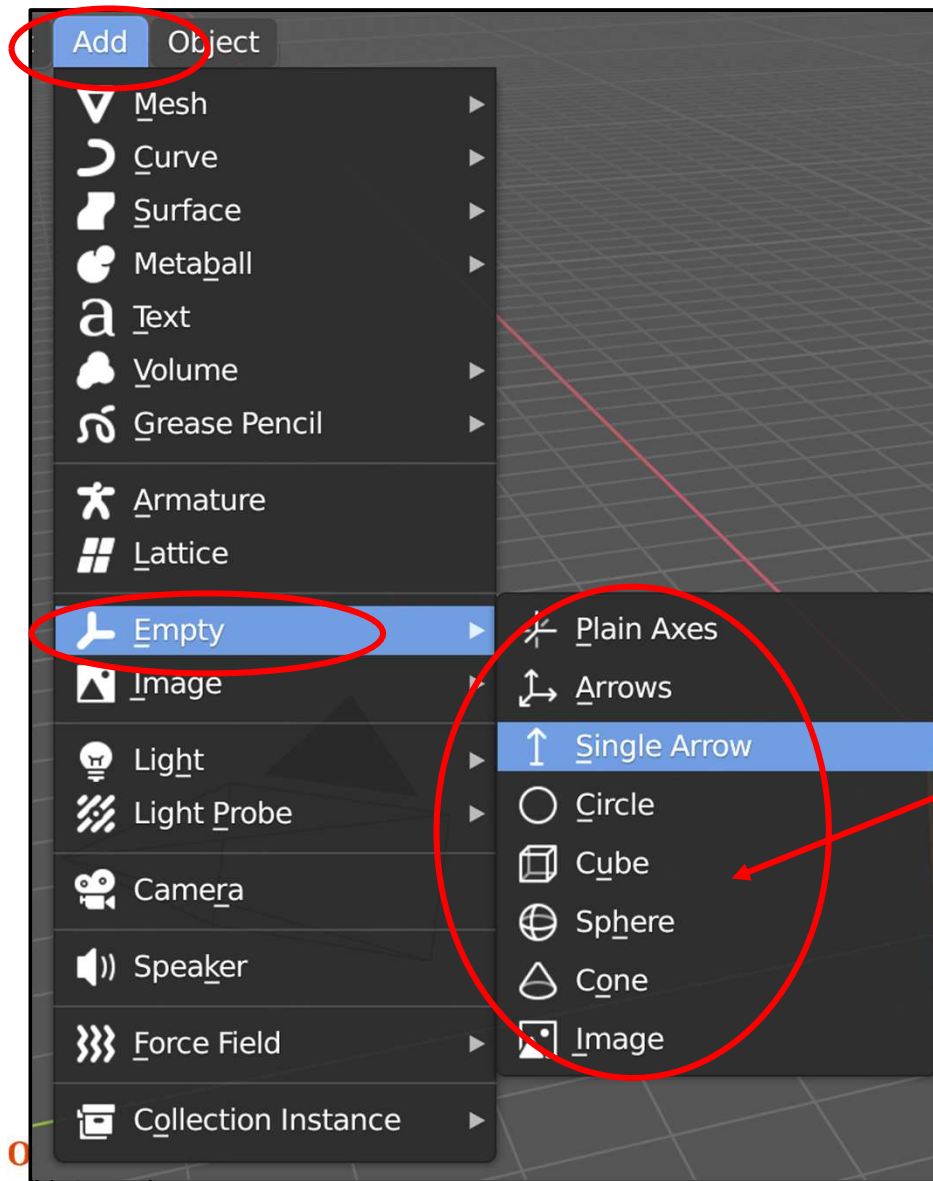 Add Object
Mesh
Curve
Surface
Metaball
Text
Volume
Grease Pencil
Armature
Lattice
Empty
Image
Light
Light Probe
Camera
Speaker
Force Field
Collection Instance
Plain Axes
Arrows
Single Arrow
Circle
Cube
Sphere
Cone
Image